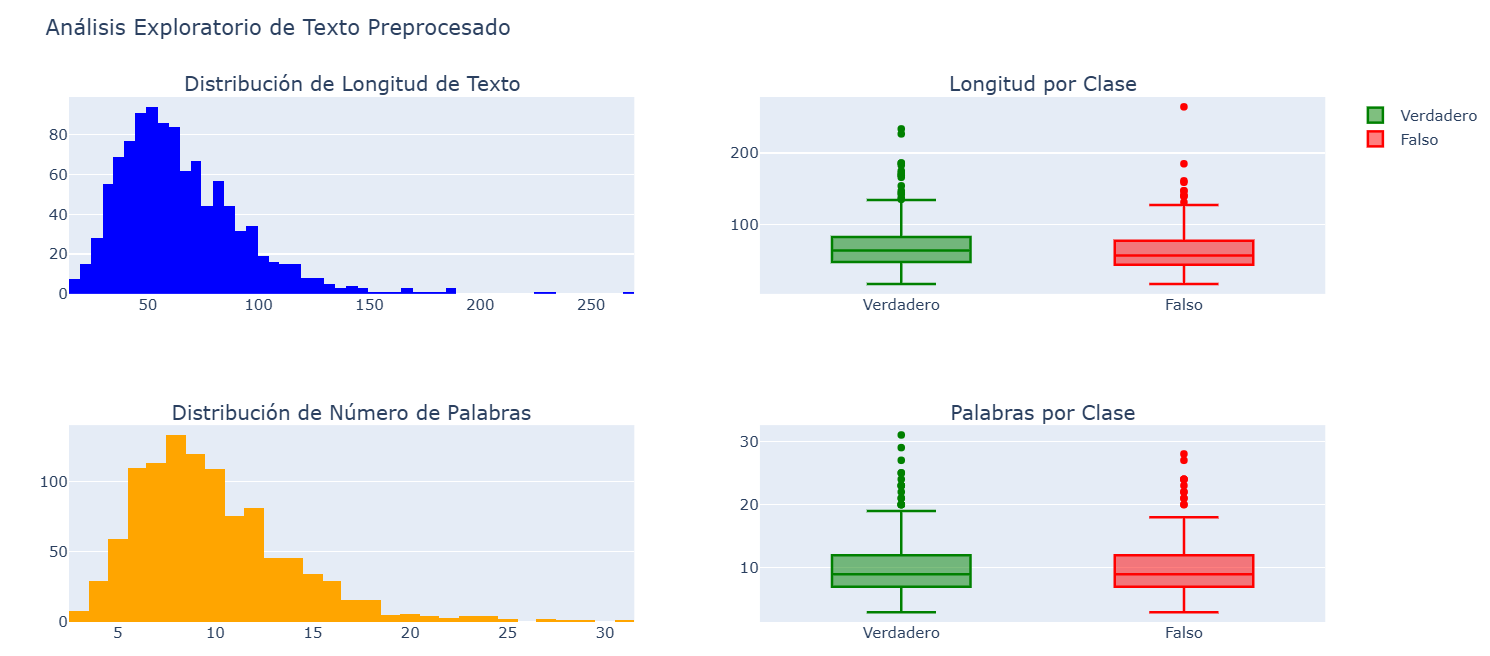 Análisis Exploratorio de Texto Preprocesado
Distribución de Longitud de Texto
80
60
40
20
0
50 100 150 200 250
Longitud por Clase
200
100
Verdadero Falso
Verdadero
Falso
Distribución de Número de Palabras
100
50
0
5 10 15 20 25 30
Palabras por Clase
30
20
10
Verdadero Falso